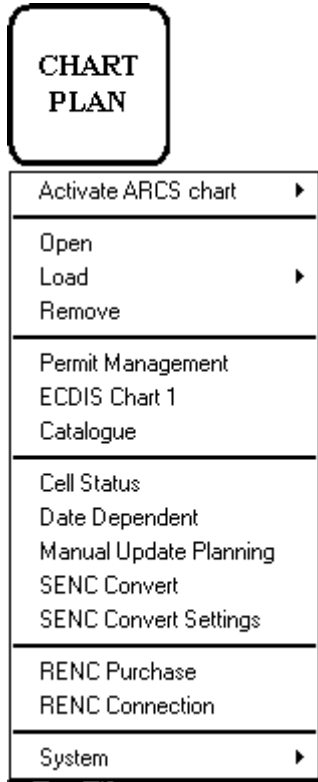 CHART
PLAN
Activate ARCS chart
Open
Load
Remove
Permit Management
ECDIS Chart 1
Catalogue
Cell Status
Date Dependent
Manual Update Planning
SENC Convert
SENC Convert Settings
RENC Purchase
RENC Connection
System